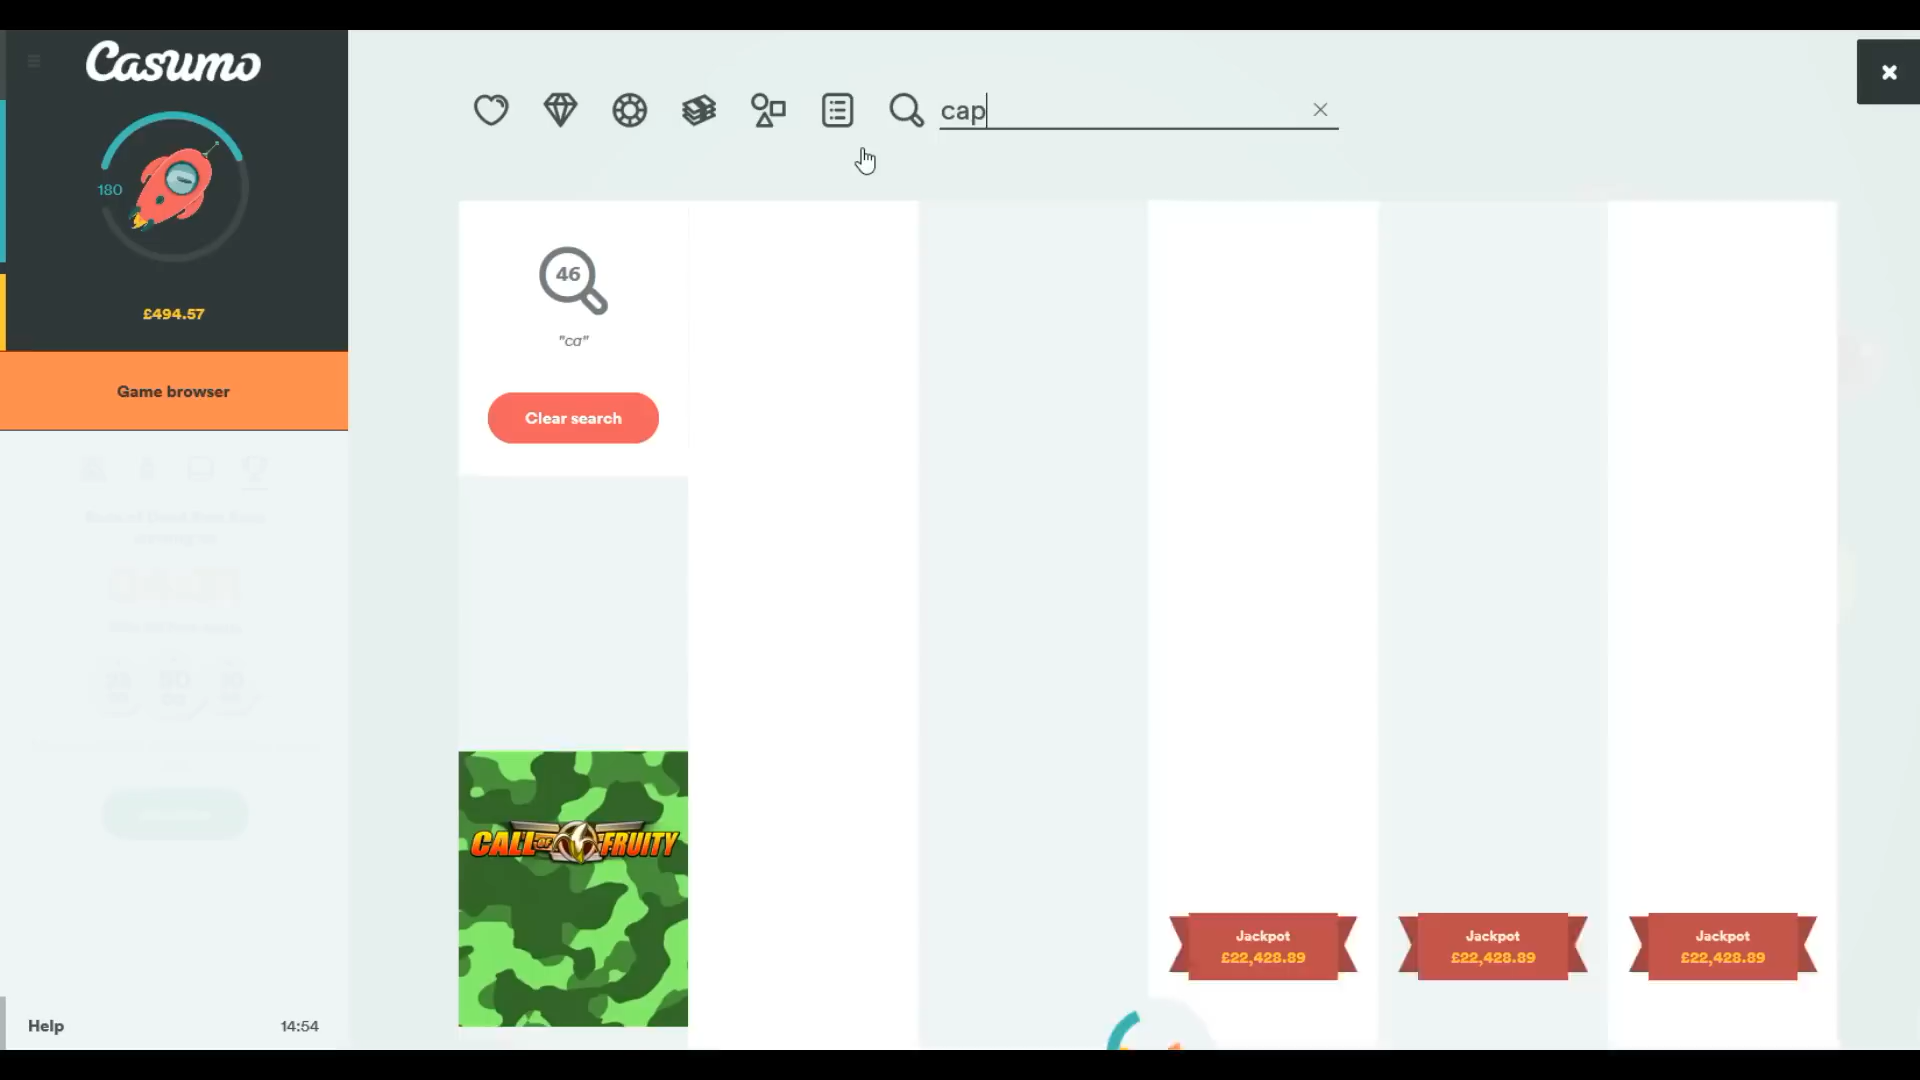 Casumo
cap
180
£494.57
Game browser
46
"ca"
Clear search
CALL OF FRUITY
Jackpot
£22,428.89
Jackpot
£22,428.89
Jackpot
£22,428.89
Help
14:54